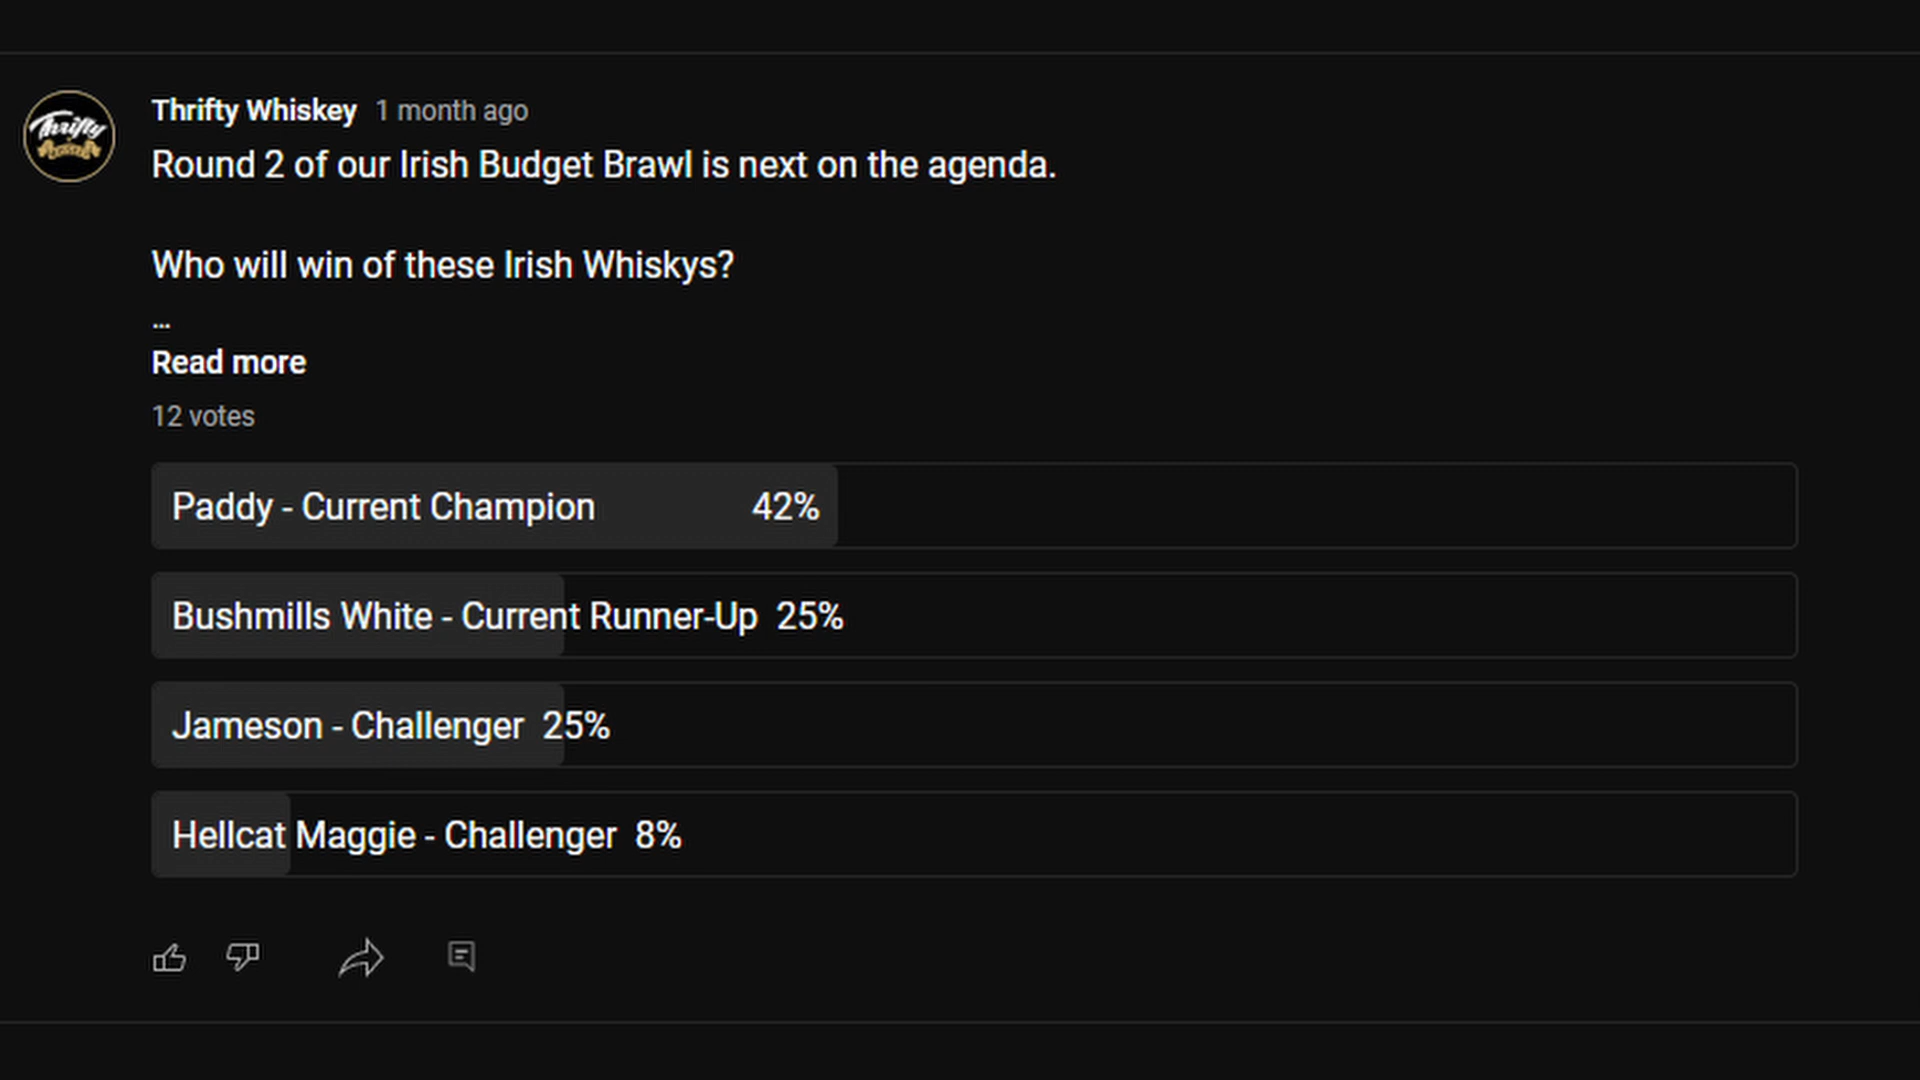 Thrifty
Thrifty Whiskey 1 month ago
Round 2 of our Irish Budget Brawl is next on the agenda.
Who will win of these Irish Whiskys?
...
Read more
12 votes
Paddy - Current Champion 42%
Bushmills White - Current Runner-Up 25%
Jameson - Challenger 25%
Hellcat Maggie - Challenger 8%